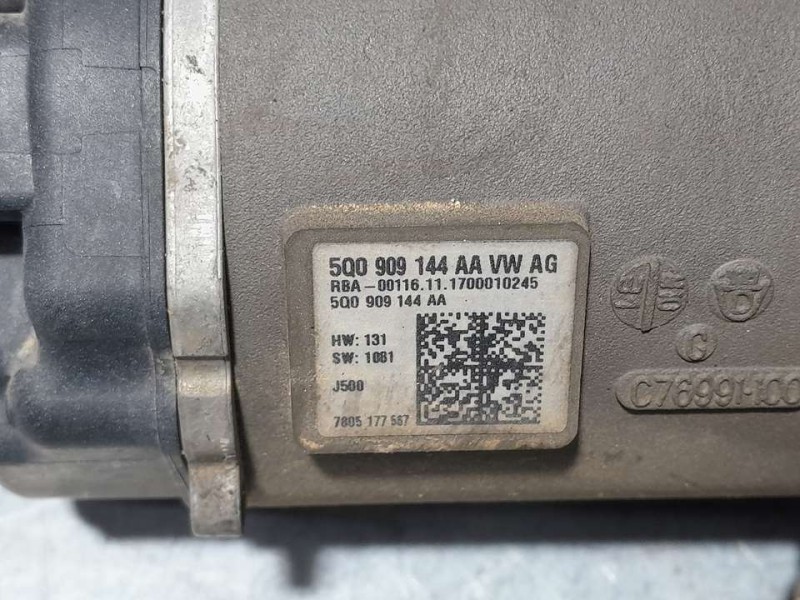 5Q0 909 144 AA VW AG
RBA-00116.11.1700010245
5Q0 909 144 AA
HW: 131
SW: 1081
J500
7805 177 587
G
C76991-100